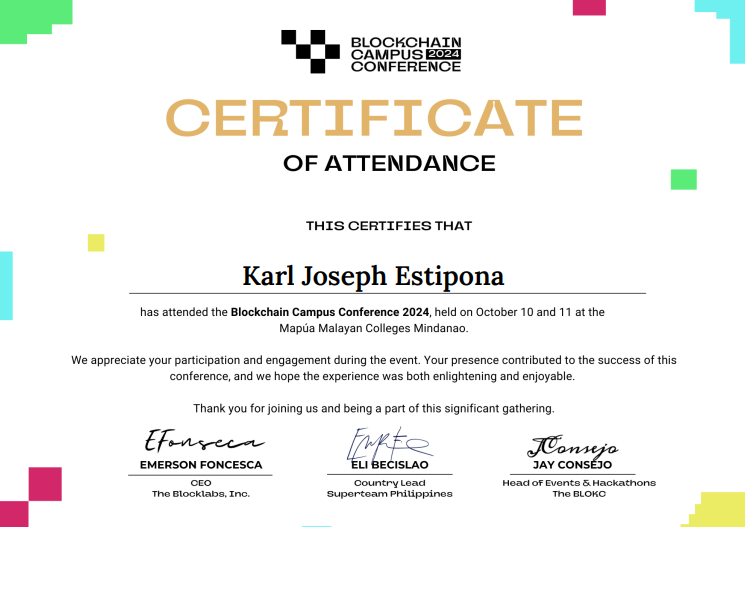 BLOCKCHAIN
CAMPUS 2024
CONFERENCE
CERTIFICATE
OF ATTENDANCE
THIS CERTIFIES THAT
Karl Joseph Estipona
has attended the Blockchain Campus Conference 2024, held on October 10 and 11 at the
Mapúa Malayan Colleges Mindanao.
We appreciate your participation and engagement during the event. Your presence contributed to the success of this
conference, and we hope the experience was both enlightening and enjoyable.
Thank you for joining us and being a part of this significant gathering.
EFonseca JConsejo
EMERSON FONCESCA ELI BECISLAO JAY CONSEJO
CEO Country Lead Head of Events & Hackathons
The Blocklabs, Inc. Superteam Philippines The BLOKC